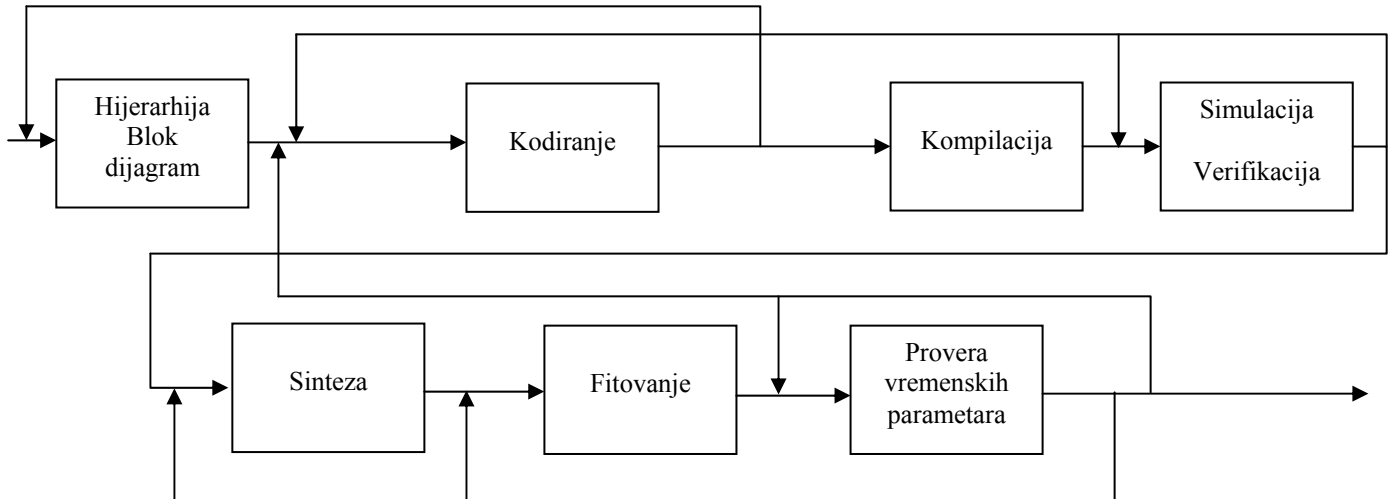 Hijerarhija
Blok
dijagram
Kodiranje
Kompilacija
Simulacija
Verifikacija
Sinteza
Fitovanje
Provera
vremenskih
parametara